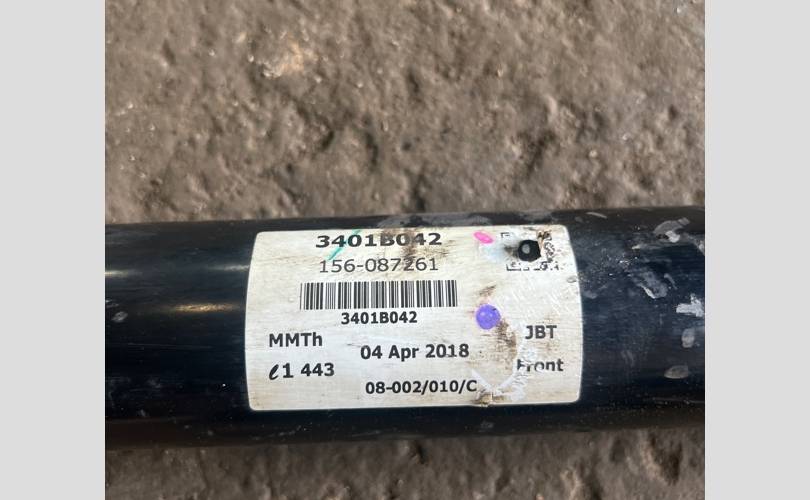 3401B042
156-087261
3401B042
MMTh
04 Apr 2018
JBT
ℓ1 443
Front
08-002/010/C